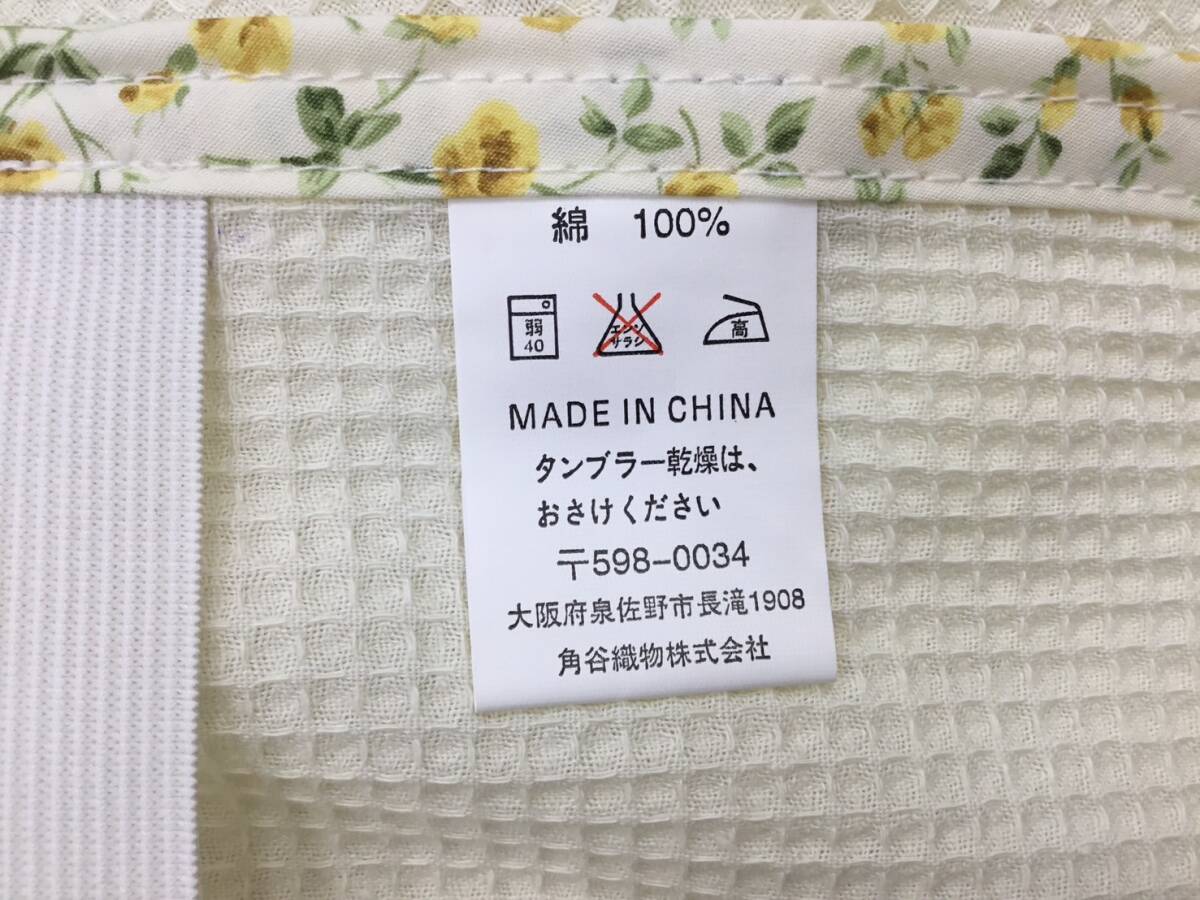 綿 100%
弱
40
エンソ
サラシ
高
MADE IN CHINA
タンブラー乾燥は、
おさけください
〒598-0034
大阪府泉佐野市長滝1908
角谷織物株式会社